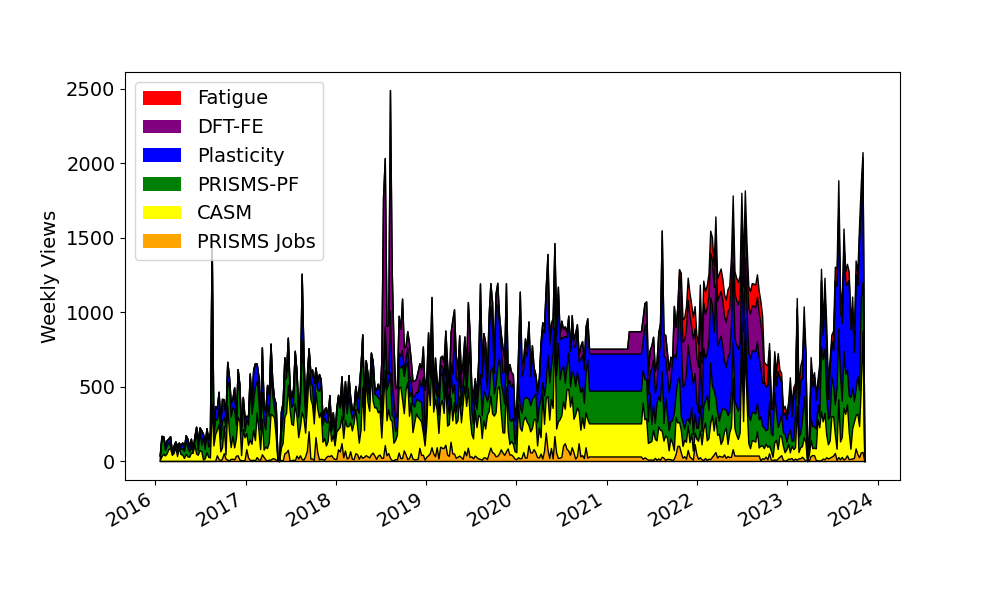 2500
2000
1500
1000
500
0
Weekly Views
Fatigue
DFT-FE
Plasticity
PRISMS-PF
CASM
PRISMS Jobs
2016
2017
2018
2019
2020
2021
2022
2023
2024